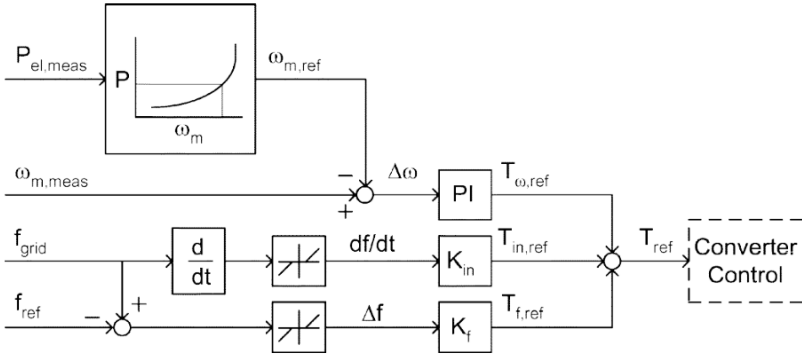 P_el,meas
P
ω_m
ω_m,ref
ω_m,meas
−
+
Δω
PI
T_ω,ref
f_grid
d
dt
df/dt
K_in
T_in,ref
T_ref
Converter
Control
f_ref
−
+
Δf
K_f
T_f,ref